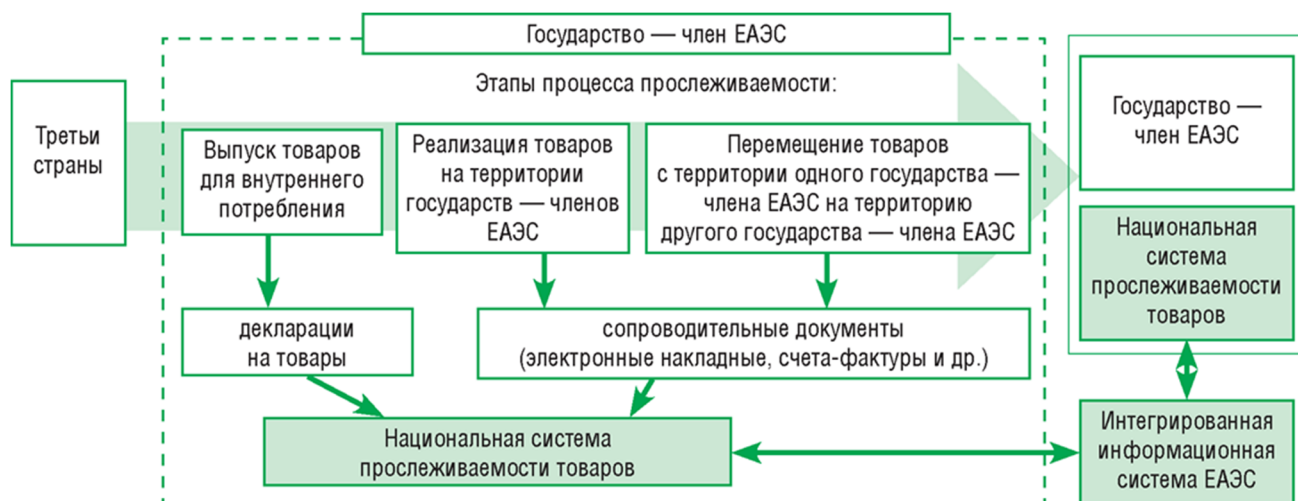 Государство — член ЕАЭС
Этапы процесса прослеживаемости:
Третьи
страны
Выпуск товаров
для внутреннего
потребления
Реализация товаров
на территории
государств — членов
ЕАЭС
Перемещение товаров
с территории одного государства —
члена ЕАЭС на территорию
другого государства — члена ЕАЭС
Государство —
член ЕАЭС
Национальная
система
прослеживаемости
товаров
декларации
на товары
сопроводительные документы
(электронные накладные, счета-фактуры и др.)
Национальная система
прослеживаемости товаров
Интегрированная
информационная
система ЕАЭС